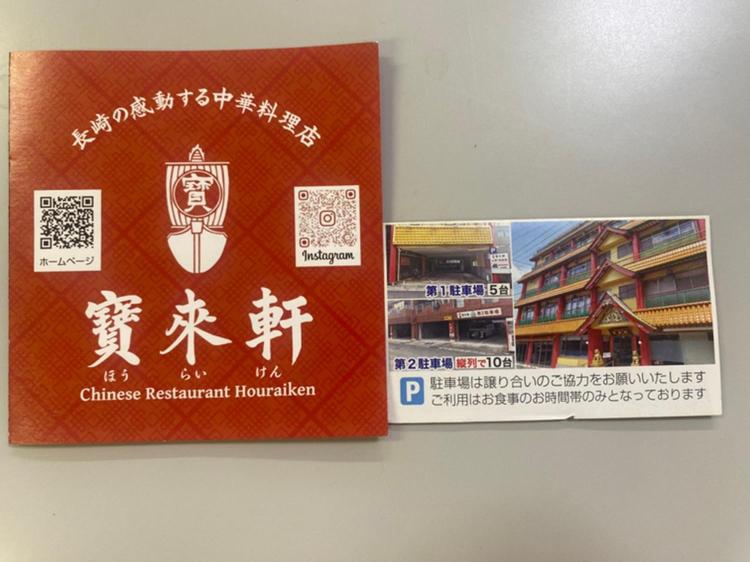 長崎の感動する中華料理店
寶
ホームページ
Instagram
寶來軒
ほう らい けん
Chinese Restaurant Houraiken
第1駐車場 5台
第2駐車場 縦列で10台
P 駐車場は譲り合いのご協力をお願いいたします
ご利用はお食事のお時間帯のみとなっております